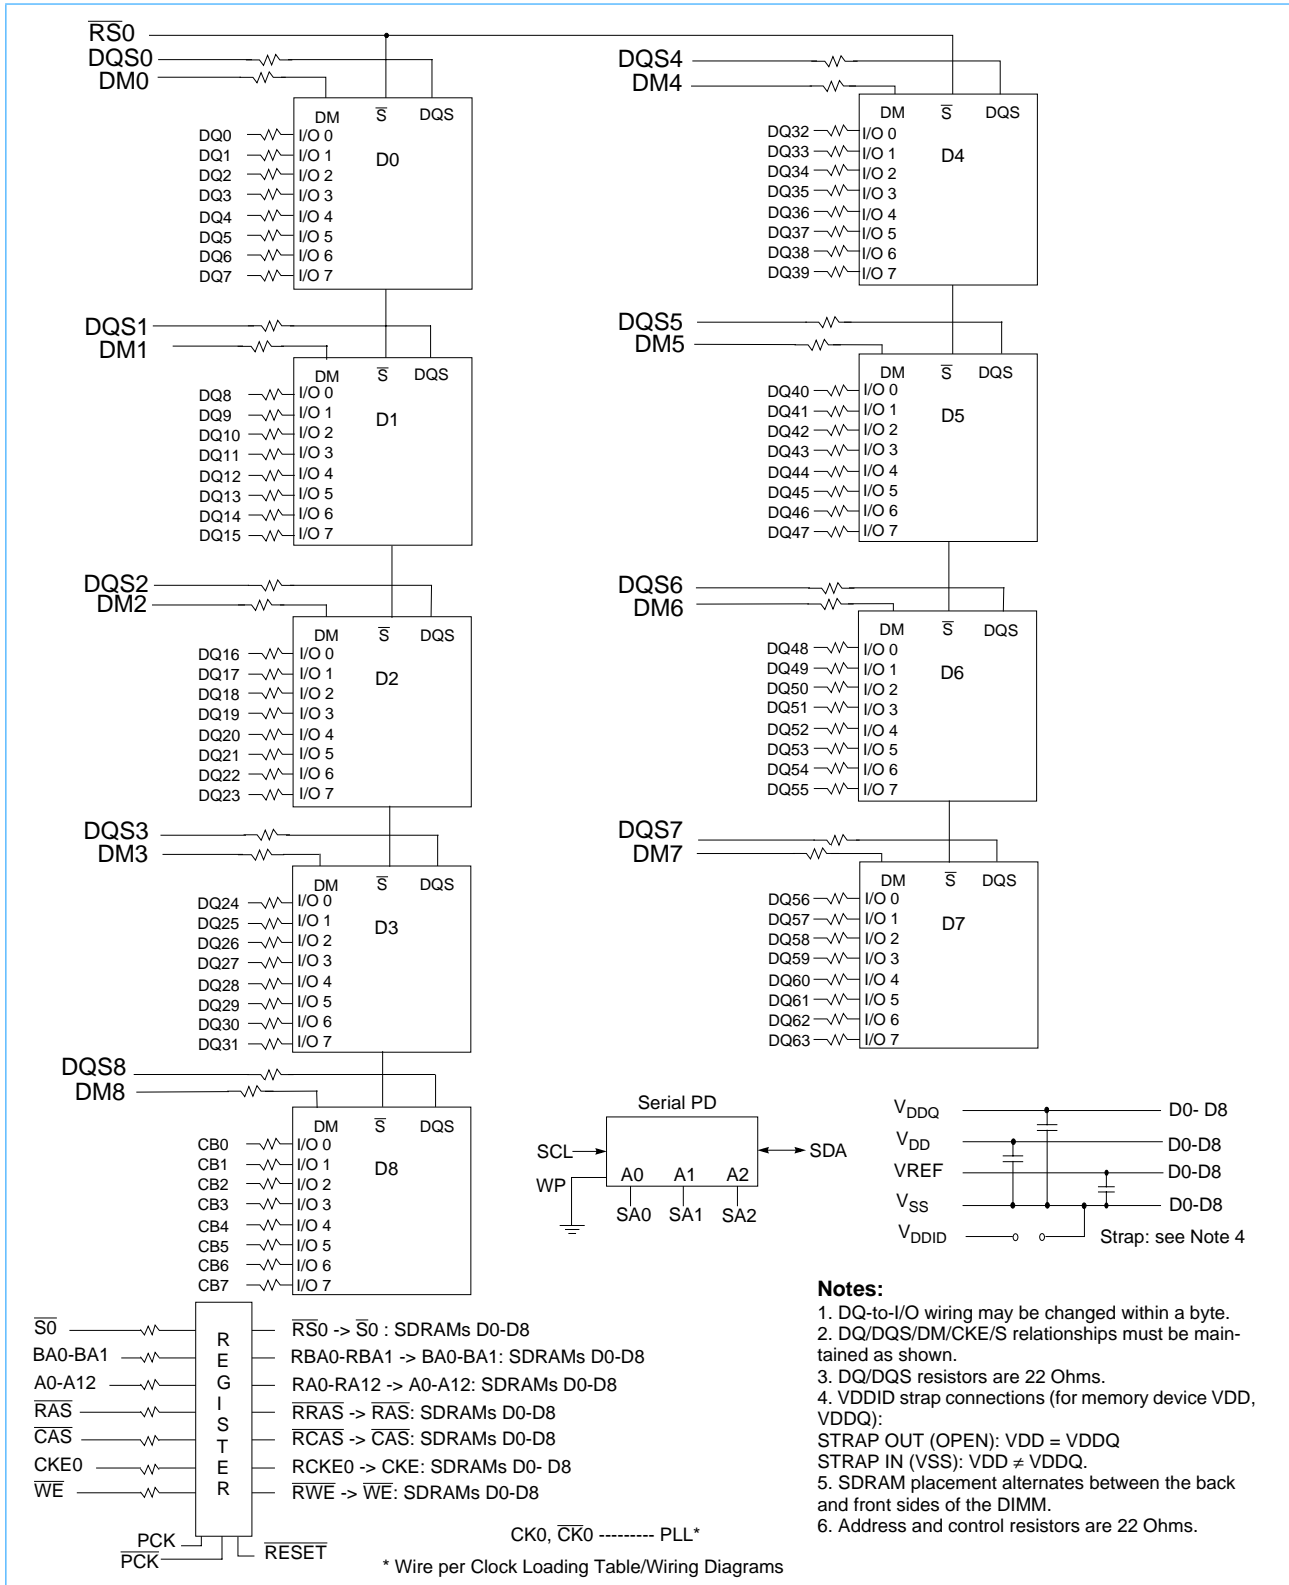 RS0
DQS0
DM0
DM S DQS
D0
DQ0 I/O 0
DQ1 I/O 1
DQ2 I/O 2
DQ3 I/O 3
DQ4 I/O 4
DQ5 I/O 5
DQ6 I/O 6
DQ7 I/O 7
DQS1
DM1
DM S DQS
D1
DQ8 I/O 0
DQ9 I/O 1
DQ10 I/O 2
DQ11 I/O 3
DQ12 I/O 4
DQ13 I/O 5
DQ14 I/O 6
DQ15 I/O 7
DQS2
DM2
DM S DQS
D2
DQ16 I/O 0
DQ17 I/O 1
DQ18 I/O 2
DQ19 I/O 3
DQ20 I/O 4
DQ21 I/O 5
DQ22 I/O 6
DQ23 I/O 7
DQS3
DM3
DM S DQS
D3
DQ24 I/O 0
DQ25 I/O 1
DQ26 I/O 2
DQ27 I/O 3
DQ28 I/O 4
DQ29 I/O 5
DQ30 I/O 6
DQ31 I/O 7
DQS8
DM8
DM S DQS
D8
CB0 I/O 0
CB1 I/O 1
CB2 I/O 2
CB3 I/O 3
CB4 I/O 4
CB5 I/O 5
CB6 I/O 6
CB7 I/O 7
DQS4
DM4
DM S DQS
D4
DQ32 I/O 0
DQ33 I/O 1
DQ34 I/O 2
DQ35 I/O 3
DQ36 I/O 4
DQ37 I/O 5
DQ38 I/O 6
DQ39 I/O 7
DQS5
DM5
DM S DQS
D5
DQ40 I/O 0
DQ41 I/O 1
DQ42 I/O 2
DQ43 I/O 3
DQ44 I/O 4
DQ45 I/O 5
DQ46 I/O 6
DQ47 I/O 7
DQS6
DM6
DM S DQS
D6
DQ48 I/O 0
DQ49 I/O 1
DQ50 I/O 2
DQ51 I/O 3
DQ52 I/O 4
DQ53 I/O 5
DQ54 I/O 6
DQ55 I/O 7
DQS7
DM7
DM S DQS
D7
DQ56 I/O 0
DQ57 I/O 1
DQ58 I/O 2
DQ59 I/O 3
DQ60 I/O 4
DQ61 I/O 5
DQ62 I/O 6
DQ63 I/O 7
Serial PD
SCL SDA
WP A0 A1 A2
SA0 SA1 SA2
VDDQ D0- D8
VDD D0-D8
VREF D0-D8
VSS D0-D8
VDDID Strap: see Note 4
REGISTER
S0 RS0 -> S0 : SDRAMs D0-D8
BA0-BA1 RBA0-RBA1 -> BA0-BA1: SDRAMs D0-D8
A0-A12 RA0-RA12 -> A0-A12: SDRAMs D0-D8
RAS RRAS -> RAS: SDRAMs D0-D8
CAS RCAS -> CAS: SDRAMs D0-D8
CKE0 RCKE0 -> CKE: SDRAMs D0- D8
WE RWE -> WE: SDRAMs D0-D8
PCK
PCK RESET
CK0, CK0 --------- PLL*
* Wire per Clock Loading Table/Wiring Diagrams
Notes:
1. DQ-to-I/O wiring may be changed within a byte.
2. DQ/DQS/DM/CKE/S relationships must be main-
tained as shown.
3. DQ/DQS resistors are 22 Ohms.
4. VDDID strap connections (for memory device VDD,
VDDQ):
STRAP OUT (OPEN): VDD = VDDQ
STRAP IN (VSS): VDD ≠ VDDQ.
5. SDRAM placement alternates between the back
and front sides of the DIMM.
6. Address and control resistors are 22 Ohms.